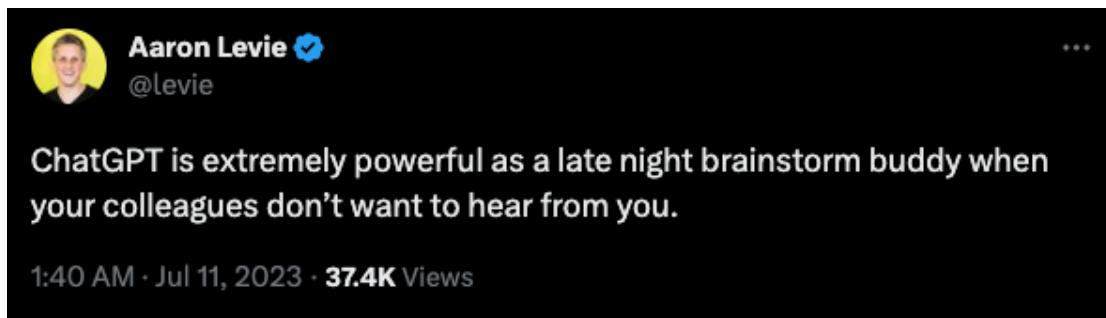 Aaron Levie
@levie
ChatGPT is extremely powerful as a late night brainstorm buddy when
your colleagues don’t want to hear from you.
1:40 AM · Jul 11, 2023 · 37.4K Views